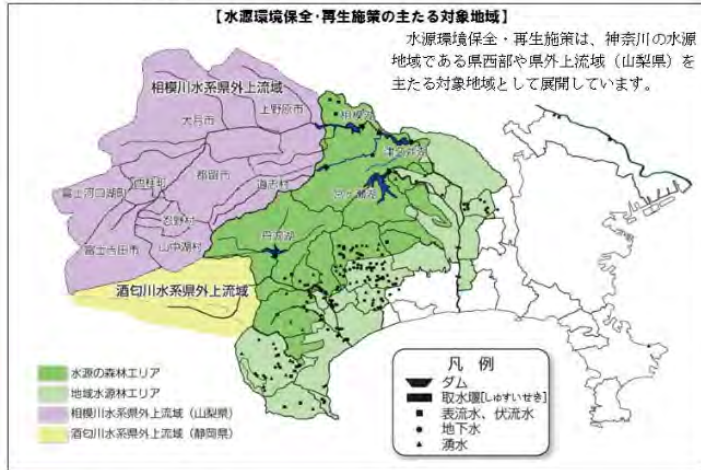 【水源環境保全・再生施策の主たる対象地域】
水源環境保全・再生施策は、神奈川の水源
地域である県西部や県外上流域（山梨県）を
主たる対象地域として展開しています。
相模川水系県外上流域
上野原市
大月市
相模湖
津久井湖
都留市
西桂町
道志村
富士河口湖町
宮ヶ瀬湖
忍野村
丹沢湖
富士吉田市
山中湖村
酒匂川水系県外上流域
水源の森林エリア
地域水源林エリア
相模川水系県外上流域（山梨県）
酒匂川水系県外上流域（静岡県）
凡 例
ダム
取水堰[しゅすいせき]
表流水、伏流水
地下水
湧水